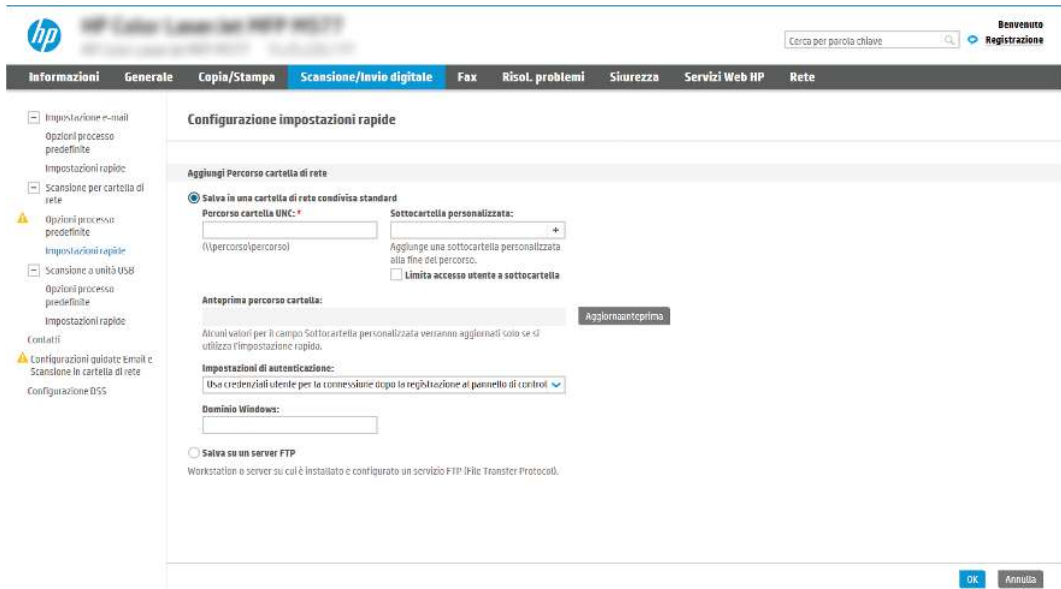 hp
Benvenuto
Cerca per parola chiave
Registrazione
Informazioni Generale Copia/Stampa Scansione/Invio digitale Fax Risol. problemi Sicurezza Servizi Web HP Rete
Impostazione e-mail
Opzioni processo
predefinite
Impostazioni rapide
Scansione per cartella di
rete
Opzioni processo
predefinite
Impostazioni rapide
Scansione a unità USB
Opzioni processo
predefinite
Impostazioni rapide
Contatti
Configurazioni guidate Email e
Scansione in cartella di rete
Configurazione DSS
Configurazione impostazioni rapide
Aggiungi Percorso cartella di rete
Salva in una cartella di rete condivisa standard
Percorso cartella UNC:* Sottocartella personalizzata:
+
(\\percorso\percorso) Aggiunge una sottocartella personalizzata
alla fine del percorso.
Limita accesso utente a sottocartella
Anteprima percorso cartella:
Aggiornaanteprima
Alcuni valori per il campo Sottocartella personalizzata verranno aggiornati solo se si
utilizza l'impostazione rapida.
Impostazioni di autenticazione:
Usa credenziali utente per la connessione dopo la registrazione al pannello di control
Dominio Windows:
Salva su un server FTP
Workstation o server su cui è installato e configurato un servizio FTP (File Transfer Protocol).
OK Annulla